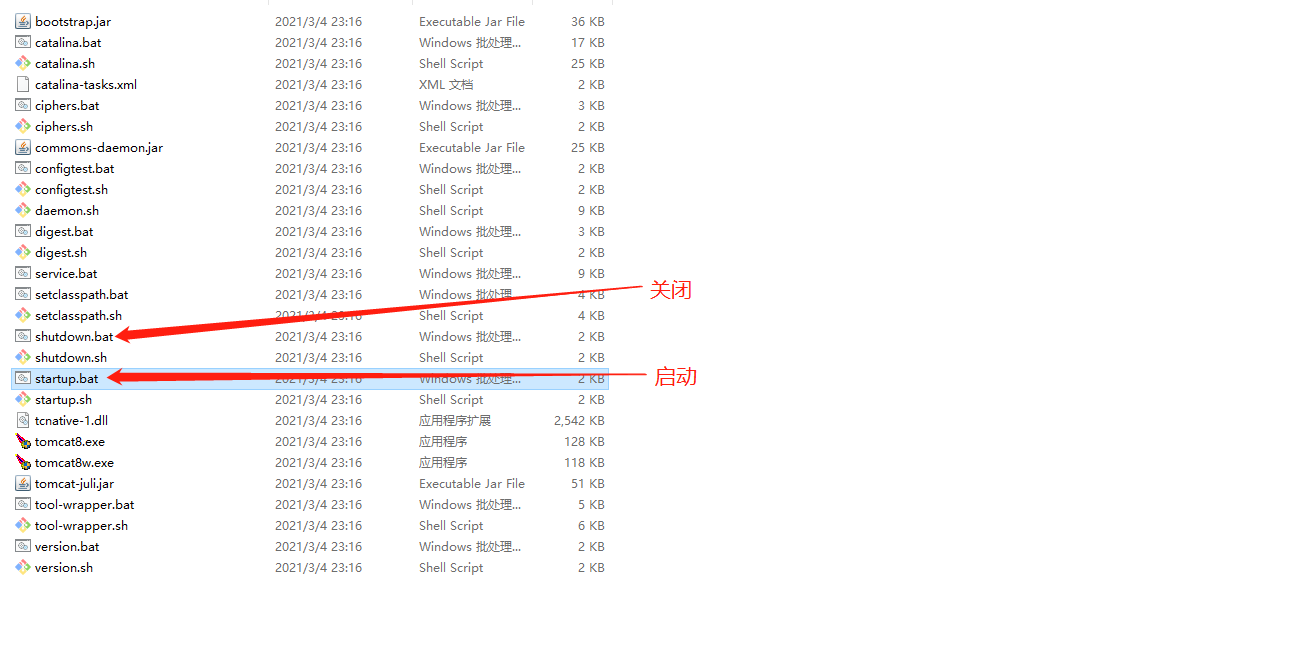 bootstrap.jar 2021/3/4 23:16 Executable Jar File 36 KB
catalina.bat 2021/3/4 23:16 Windows 批处理... 17 KB
catalina.sh 2021/3/4 23:16 Shell Script 25 KB
catalina-tasks.xml 2021/3/4 23:16 XML 文档 2 KB
ciphers.bat 2021/3/4 23:16 Windows 批处理... 3 KB
ciphers.sh 2021/3/4 23:16 Shell Script 2 KB
commons-daemon.jar 2021/3/4 23:16 Executable Jar File 25 KB
configtest.bat 2021/3/4 23:16 Windows 批处理... 2 KB
configtest.sh 2021/3/4 23:16 Shell Script 2 KB
daemon.sh 2021/3/4 23:16 Shell Script 9 KB
digest.bat 2021/3/4 23:16 Windows 批处理... 3 KB
digest.sh 2021/3/4 23:16 Shell Script 2 KB
service.bat 2021/3/4 23:16 Windows 批处理... 9 KB
setclasspath.bat 2021/3/4 23:16 Windows 批处理... 4 KB 关闭
setclasspath.sh 2021/3/4 23:16 Shell Script 4 KB
shutdown.bat 2021/3/4 23:16 Windows 批处理... 2 KB
shutdown.sh 2021/3/4 23:16 Shell Script 2 KB
startup.bat 2021/3/4 23:16 Windows 批处理... 2 KB 启动
startup.sh 2021/3/4 23:16 Shell Script 2 KB
tcnative-1.dll 2021/3/4 23:16 应用程序扩展 2,542 KB
tomcat8.exe 2021/3/4 23:16 应用程序 128 KB
tomcat8w.exe 2021/3/4 23:16 应用程序 118 KB
tomcat-juli.jar 2021/3/4 23:16 Executable Jar File 51 KB
tool-wrapper.bat 2021/3/4 23:16 Windows 批处理... 5 KB
tool-wrapper.sh 2021/3/4 23:16 Shell Script 6 KB
version.bat 2021/3/4 23:16 Windows 批处理... 2 KB
version.sh 2021/3/4 23:16 Shell Script 2 KB